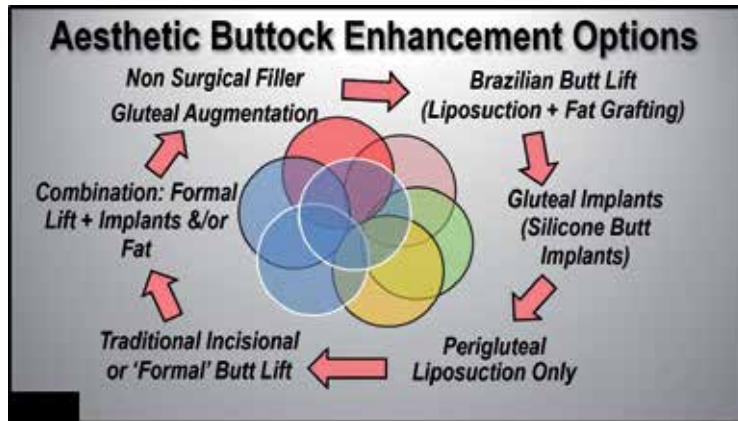 Aesthetic Buttock Enhancement Options
Non Surgical Filler
Gluteal Augmentation
Brazilian Butt Lift
(Liposuction + Fat Grafting)
Gluteal Implants
(Silicone Butt
Implants)
Perigluteal
Liposuction Only
Traditional Incisional
or ‘Formal’ Butt Lift
Combination: Formal
Lift + Implants &/or
Fat